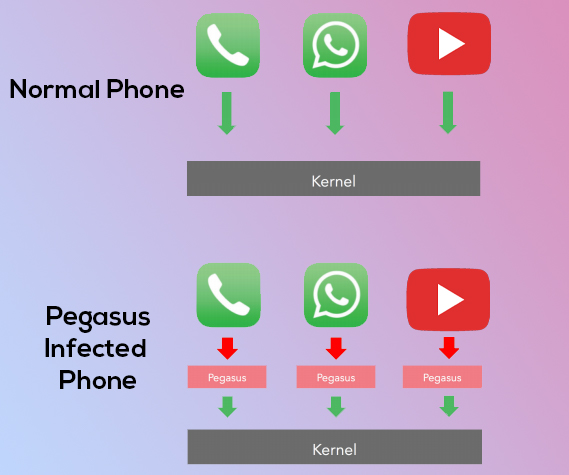 Normal Phone
Kernel
Pegasus
Infected
Phone
Pegasus
Pegasus
Pegasus
Kernel